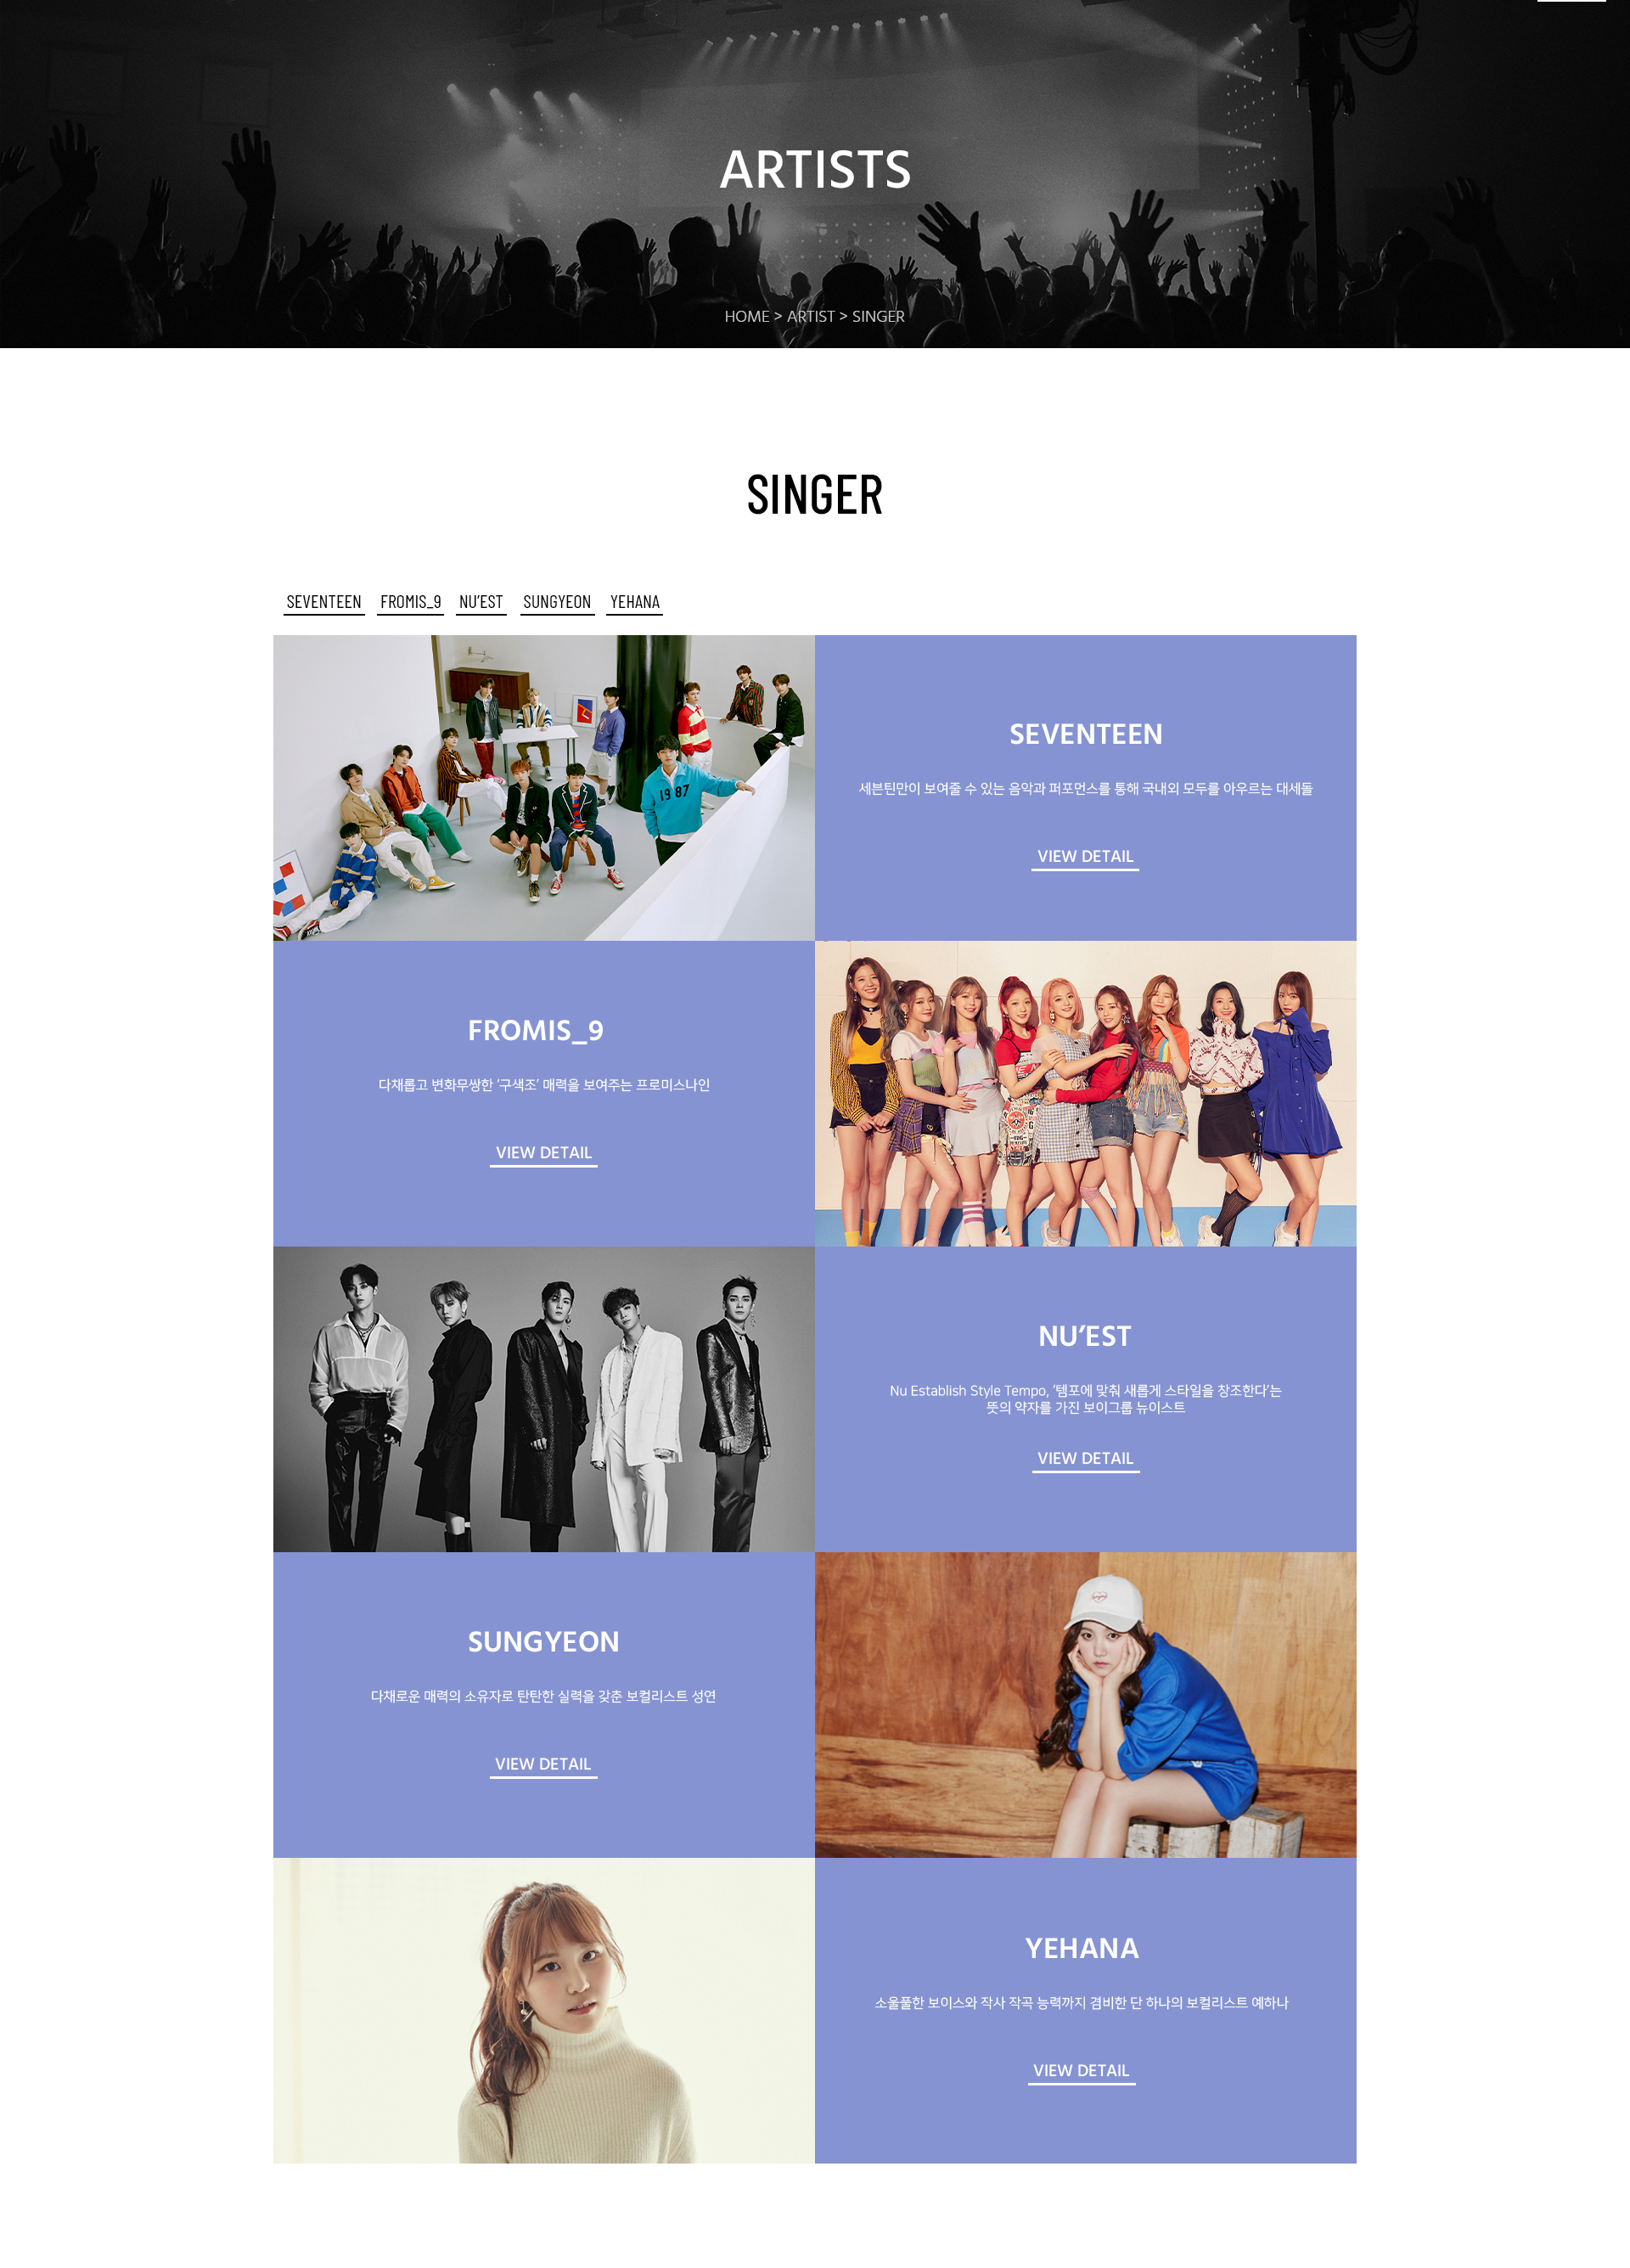 ARTISTS
HOME > ARTIST > SINGER
SINGER
SEVENTEEN FROMIS_9 NU’EST SUNGYEON YEHANA
1987
SEVENTEEN
세븐틴만이 보여줄 수 있는 음악과 퍼포먼스를 통해 국내외 모두를 아우르는 대세돌
VIEW DETAIL
FROMIS_9
다채롭고 변화무쌍한 ‘구색조’ 매력을 보여주는 프로미스나인
VIEW DETAIL
NU’EST
Nu Establish Style Tempo, ‘템포에 맞춰 새롭게 스타일을 창조한다’는
뜻의 약자를 가진 보이그룹 뉴이스트
VIEW DETAIL
SUNGYEON
다채로운 매력의 소유자로 탄탄한 실력을 갖춘 보컬리스트 성연
VIEW DETAIL
YEHANA
소울풀한 보이스와 작사 작곡 능력까지 겸비한 단 하나의 보컬리스트 예하나
VIEW DETAIL